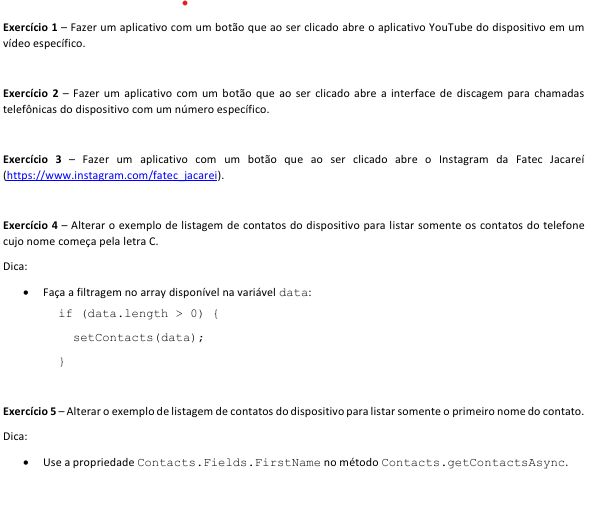 Exercício 1 – Fazer um aplicativo com um botão que ao ser clicado abre o aplicativo YouTube do dispositivo em um
vídeo específico.
Exercício 2 – Fazer um aplicativo com um botão que ao ser clicado abre a interface de discagem para chamadas
telefônicas do dispositivo com um número específico.
Exercício 3 – Fazer um aplicativo com um botão que ao ser clicado abre o Instagram da Fatec Jacareí
(https://www.instagram.com/fatec_jacarei).
Exercício 4 – Alterar o exemplo de listagem de contatos do dispositivo para listar somente os contatos do telefone
cujo nome começa pela letra C.
Dica:
• Faça a filtragem no array disponível na variável data:
if (data.length > 0) {
setContacts(data);
}
Exercício 5 – Alterar o exemplo de listagem de contatos do dispositivo para listar somente o primeiro nome do contato.
Dica:
• Use a propriedade Contacts.Fields.FirstName no método Contacts.getContactsAsync.